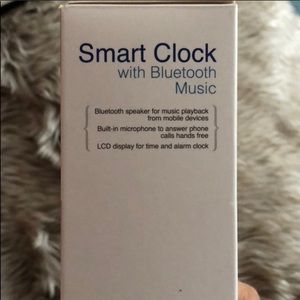 Smart Clock
with Bluetooth
Music
Bluetooth speaker for music playback
from mobile devices
Built-in microphone to answer phone
calls hands free
LCD display for time and alarm clock